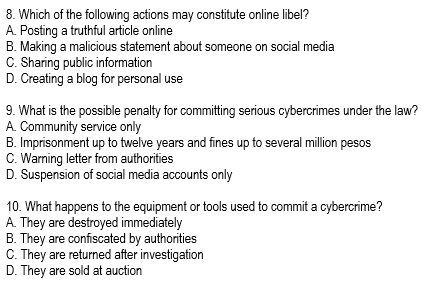 8. Which of the following actions may constitute online libel?
A. Posting a truthful article online
B. Making a malicious statement about someone on social media
C. Sharing public information
D. Creating a blog for personal use
9. What is the possible penalty for committing serious cybercrimes under the law?
A. Community service only
B. Imprisonment up to twelve years and fines up to several million pesos
C. Warning letter from authorities
D. Suspension of social media accounts only
10. What happens to the equipment or tools used to commit a cybercrime?
A. They are destroyed immediately
B. They are confiscated by authorities
C. They are returned after investigation
D. They are sold at auction